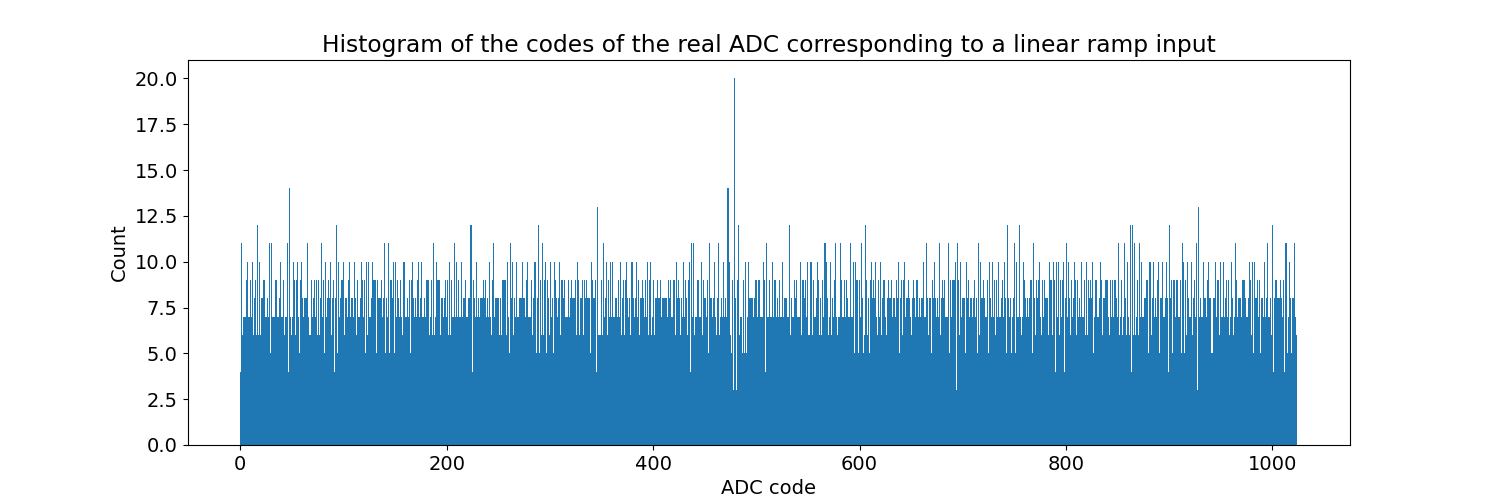 Histogram of the codes of the real ADC corresponding to a linear ramp input
20.0
17.5
15.0
12.5
10.0
7.5
5.0
2.5
0.0
Count
0 200 400 600 800 1000
ADC code